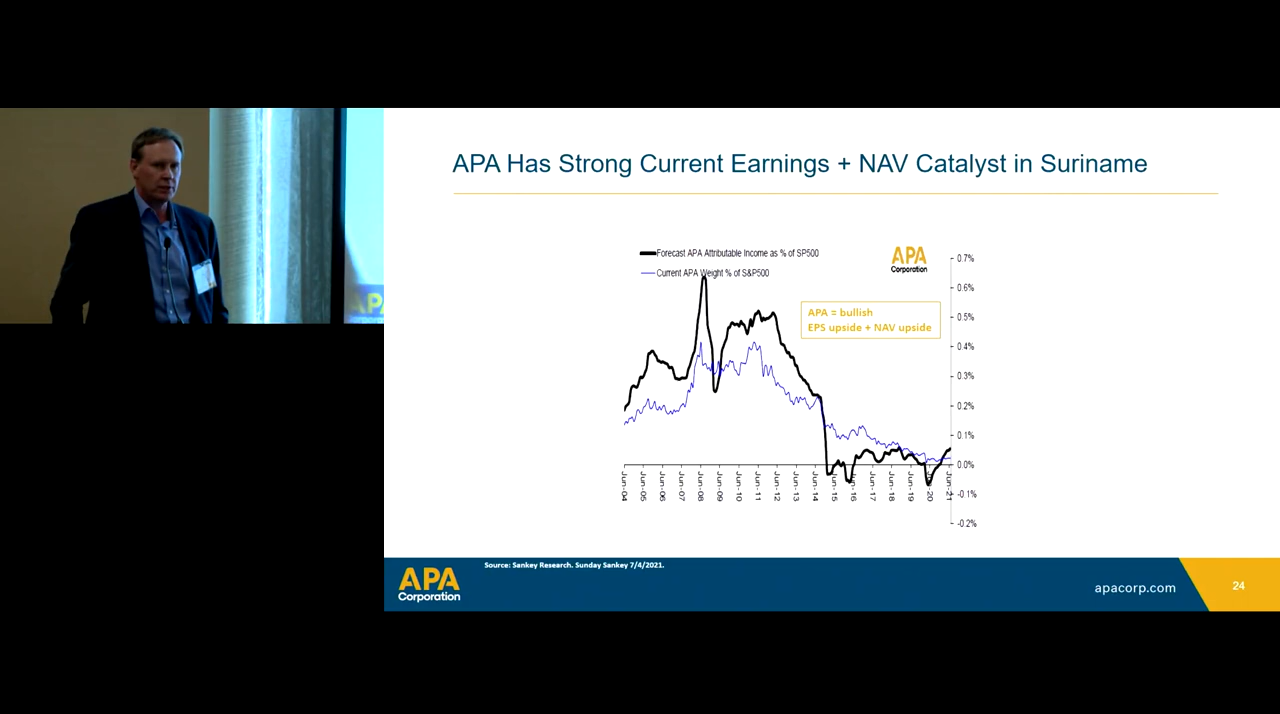 APA Has Strong Current Earnings + NAV Catalyst in Suriname
Forecast APA Attributable Income as % of SP500
Current APA Weight % of S&P500
APA
Corporation
APA = bullish
EPS upside + NAV upside
0.7%
0.6%
0.5%
0.4%
0.3%
0.2%
0.1%
0.0%
-0.1%
-0.2%
Jun-04
Jun-05
Jun-06
Jun-07
Jun-08
Jun-09
Jun-10
Jun-11
Jun-12
Jun-13
Jun-14
Jun-15
Jun-16
Jun-17
Jun-18
Jun-19
Jun-20
Jun-21
Source: Sankey Research. Sunday Sankey 7/4/2021.
APA
Corporation
apacorp.com
24